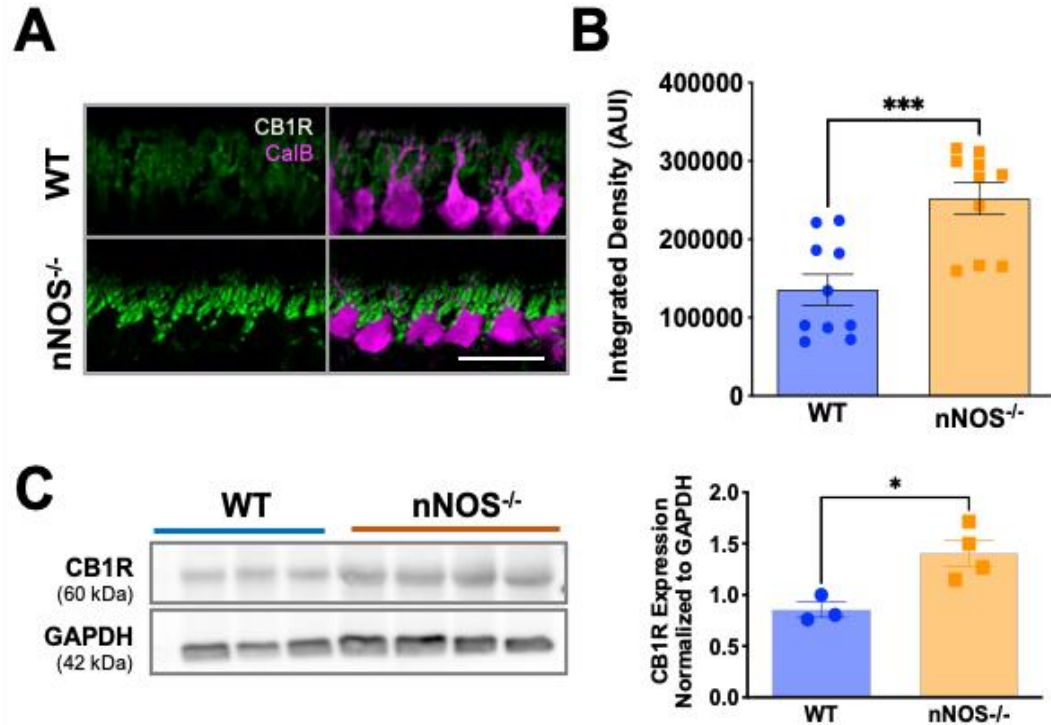 A
WT
CB1R
CalB
nNOS-/-
B
Integrated Density (AUI)
400000
300000
200000
100000
0
***
WT
nNOS-/-
C
WT
nNOS-/-
CB1R
(60 kDa)
GAPDH
(42 kDa)
CB1R Expression
Normalized to GAPDH
2.0
1.5
1.0
0.5
0.0
*
WT
nNOS-/-